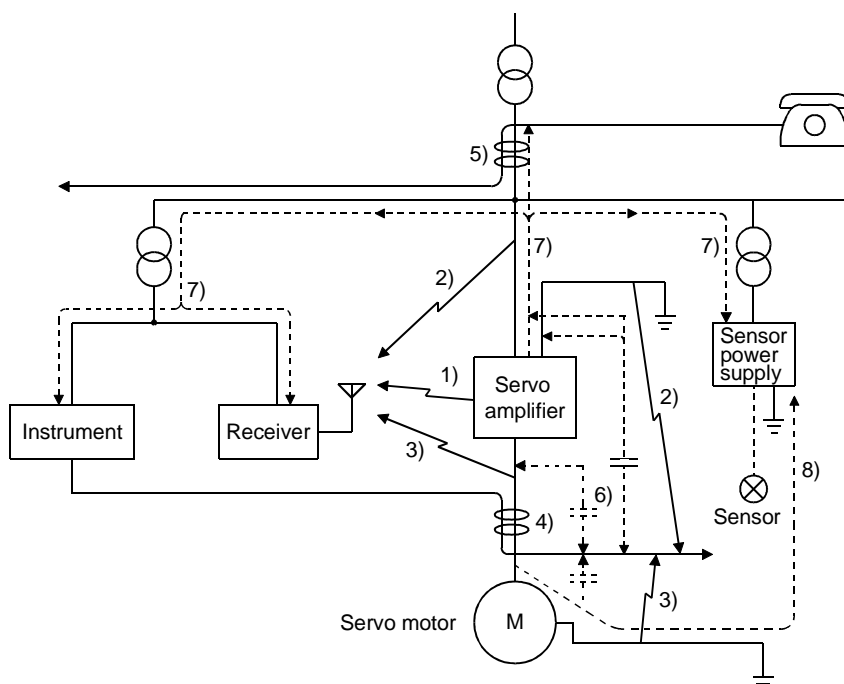 5)
7)
7)
7)
2)
Sensor
power
supply
1)
Servo
amplifier
2)
Instrument
Receiver
3)
8)
6)
4)
Sensor
3)
Servo motor
M